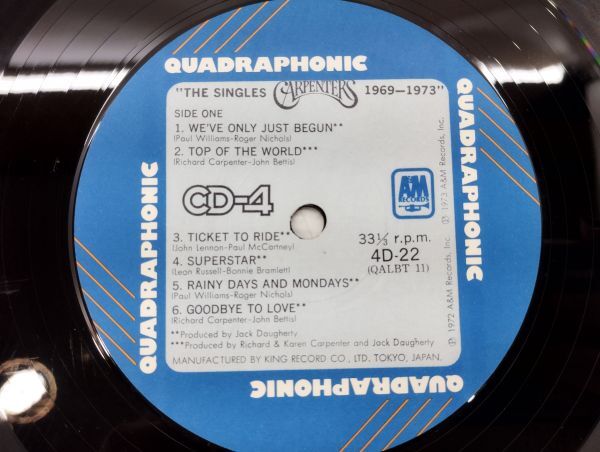 QUADRAPHONIC
"THE SINGLES CARPENTERS 1969—1973"
SIDE ONE
1. WE'VE ONLY JUST BEGUN**
(Paul Williams-Roger Nichols)
2. TOP OF THE WORLD***
(Richard Carpenter-John Bettis)
CD-4
A&M
RECORDS
3. TICKET TO RIDE**
(John Lennon-Paul McCartney)
33⅓ r.p.m.
4. SUPERSTAR**
(Leon Russell-Bonnie Bramlett)
4D-22
(QALBT 11)
5. RAINY DAYS AND MONDAYS**
(Paul Williams-Roger Nichols)
6. GOODBYE TO LOVE**
(Richard Carpenter-John Bettis)
**Produced by Jack Daugherty
***Produced by Richard & Karen Carpenter and Jack Daugherty
MANUFACTURED BY KING RECORD CO., LTD. TOKYO, JAPAN.
℗ 1973 A&M Records, Inc.
℗ 1972 A&M Records, Inc.
QUADRAPHONIC
QUADRAPHONIC
QUADRAPHONIC
QUADRAPHONIC